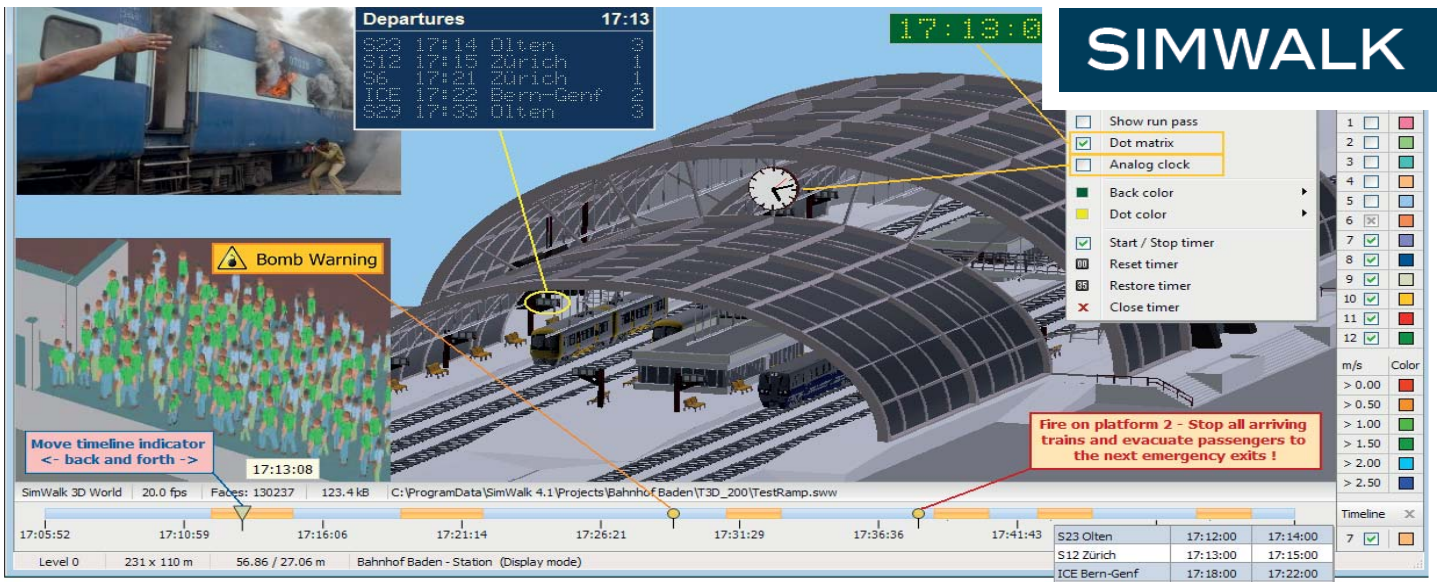 Departures 17:13
S23 17:14 Olten 3
S12 17:15 Zürich 1
S6 17:21 Zürich 1
ICE 17:22 Bern-Genf 2
S29 17:33 Olten 3
17:13:0
SIMWALK
Show run pass
Dot matrix
Analog clock
Back color
Dot color
Start / Stop timer
00 Reset timer
35 Restore timer
Close timer
1
2
3
4
5
6
7
8
9
10
11
12
m/s Color
> 0.00
> 0.50
> 1.00
> 1.50
> 2.00
> 2.50
Bomb Warning
Move timeline indicator
<- back and forth ->
17:13:08
Fire on platform 2 - Stop all arriving
trains and evacuate passengers to
the next emergency exits !
SimWalk 3D World 20.0 fps Faces: 130237 123.4 kB C:\ProgramData\SimWalk 4.1\Projects\Bahnhof Baden\T3D_200\TestRamp.sww
17:05:52 17:10:59 17:16:06 17:21:14 17:26:21 17:31:29 17:36:36 17:41:43
Timeline
7
S23 Olten 17:12:00 17:14:00
S12 Zürich 17:13:00 17:15:00
ICE Bern-Genf 17:18:00 17:22:00
Level 0 231 x 110 m 56.86 / 27.06 m Bahnhof Baden - Station (Display mode)